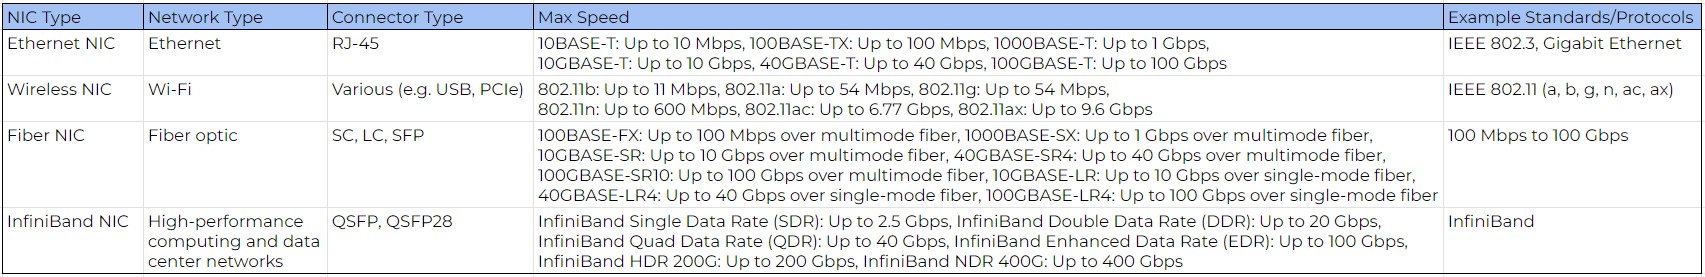 NIC Type Network Type Connector Type Max Speed Example Standards/Protocols
Ethernet NIC Ethernet RJ-45 10BASE-T: Up to 10 Mbps, 100BASE-TX: Up to 100 Mbps, 1000BASE-T: Up to 1 Gbps, IEEE 802.3, Gigabit Ethernet
10GBASE-T: Up to 10 Gbps, 40GBASE-T: Up to 40 Gbps, 100GBASE-T: Up to 100 Gbps
Wireless NIC Wi-Fi Various (e.g. USB, PCIe) 802.11b: Up to 11 Mbps, 802.11a: Up to 54 Mbps, 802.11g: Up to 54 Mbps, IEEE 802.11 (a, b, g, n, ac, ax)
802.11n: Up to 600 Mbps, 802.11ac: Up to 6.77 Gbps, 802.11ax: Up to 9.6 Gbps
Fiber NIC Fiber optic SC, LC, SFP 100BASE-FX: Up to 100 Mbps over multimode fiber, 1000BASE-SX: Up to 1 Gbps over multimode fiber, 100 Mbps to 100 Gbps
10GBASE-SR: Up to 10 Gbps over multimode fiber, 40GBASE-SR4: Up to 40 Gbps over multimode fiber,
100GBASE-SR10: Up to 100 Gbps over multimode fiber, 10GBASE-LR: Up to 10 Gbps over single-mode fiber,
40GBASE-LR4: Up to 40 Gbps over single-mode fiber, 100GBASE-LR4: Up to 100 Gbps over single-mode fiber
InfiniBand NIC High-performance QSFP, QSFP28 InfiniBand Single Data Rate (SDR): Up to 2.5 Gbps, InfiniBand Double Data Rate (DDR): Up to 20 Gbps, InfiniBand
computing and data InfiniBand Quad Data Rate (QDR): Up to 40 Gbps, InfiniBand Enhanced Data Rate (EDR): Up to 100 Gbps,
center networks InfiniBand HDR 200G: Up to 200 Gbps, InfiniBand NDR 400G: Up to 400 Gbps